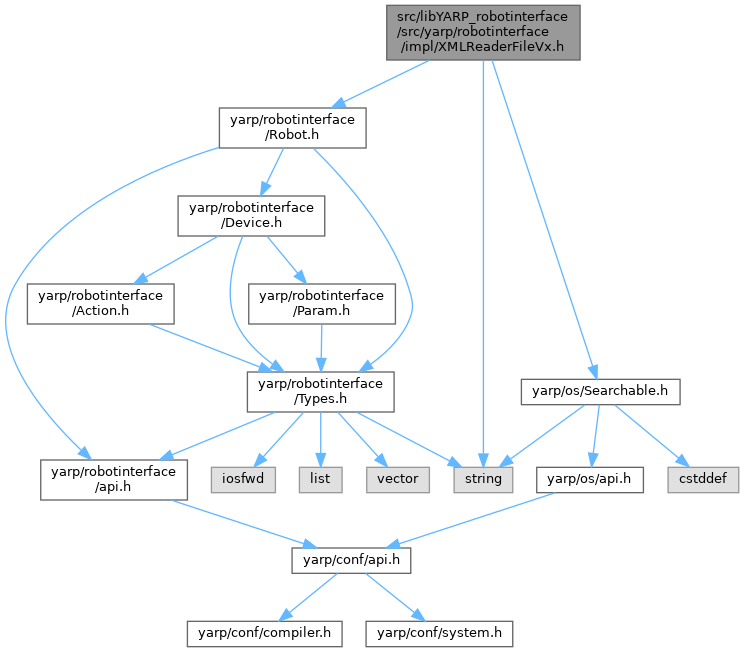 src/libYARP_robotinterface
/src/yarp/robotinterface
/impl/XMLReaderFileVx.h
yarp/robotinterface
/Robot.h
yarp/robotinterface
/Device.h
yarp/robotinterface
/Action.h
yarp/robotinterface
/Param.h
yarp/robotinterface
/Types.h
yarp/os/Searchable.h
yarp/robotinterface
/api.h
iosfwd
list
vector
string
yarp/os/api.h
cstddef
yarp/conf/api.h
yarp/conf/compiler.h
yarp/conf/system.h